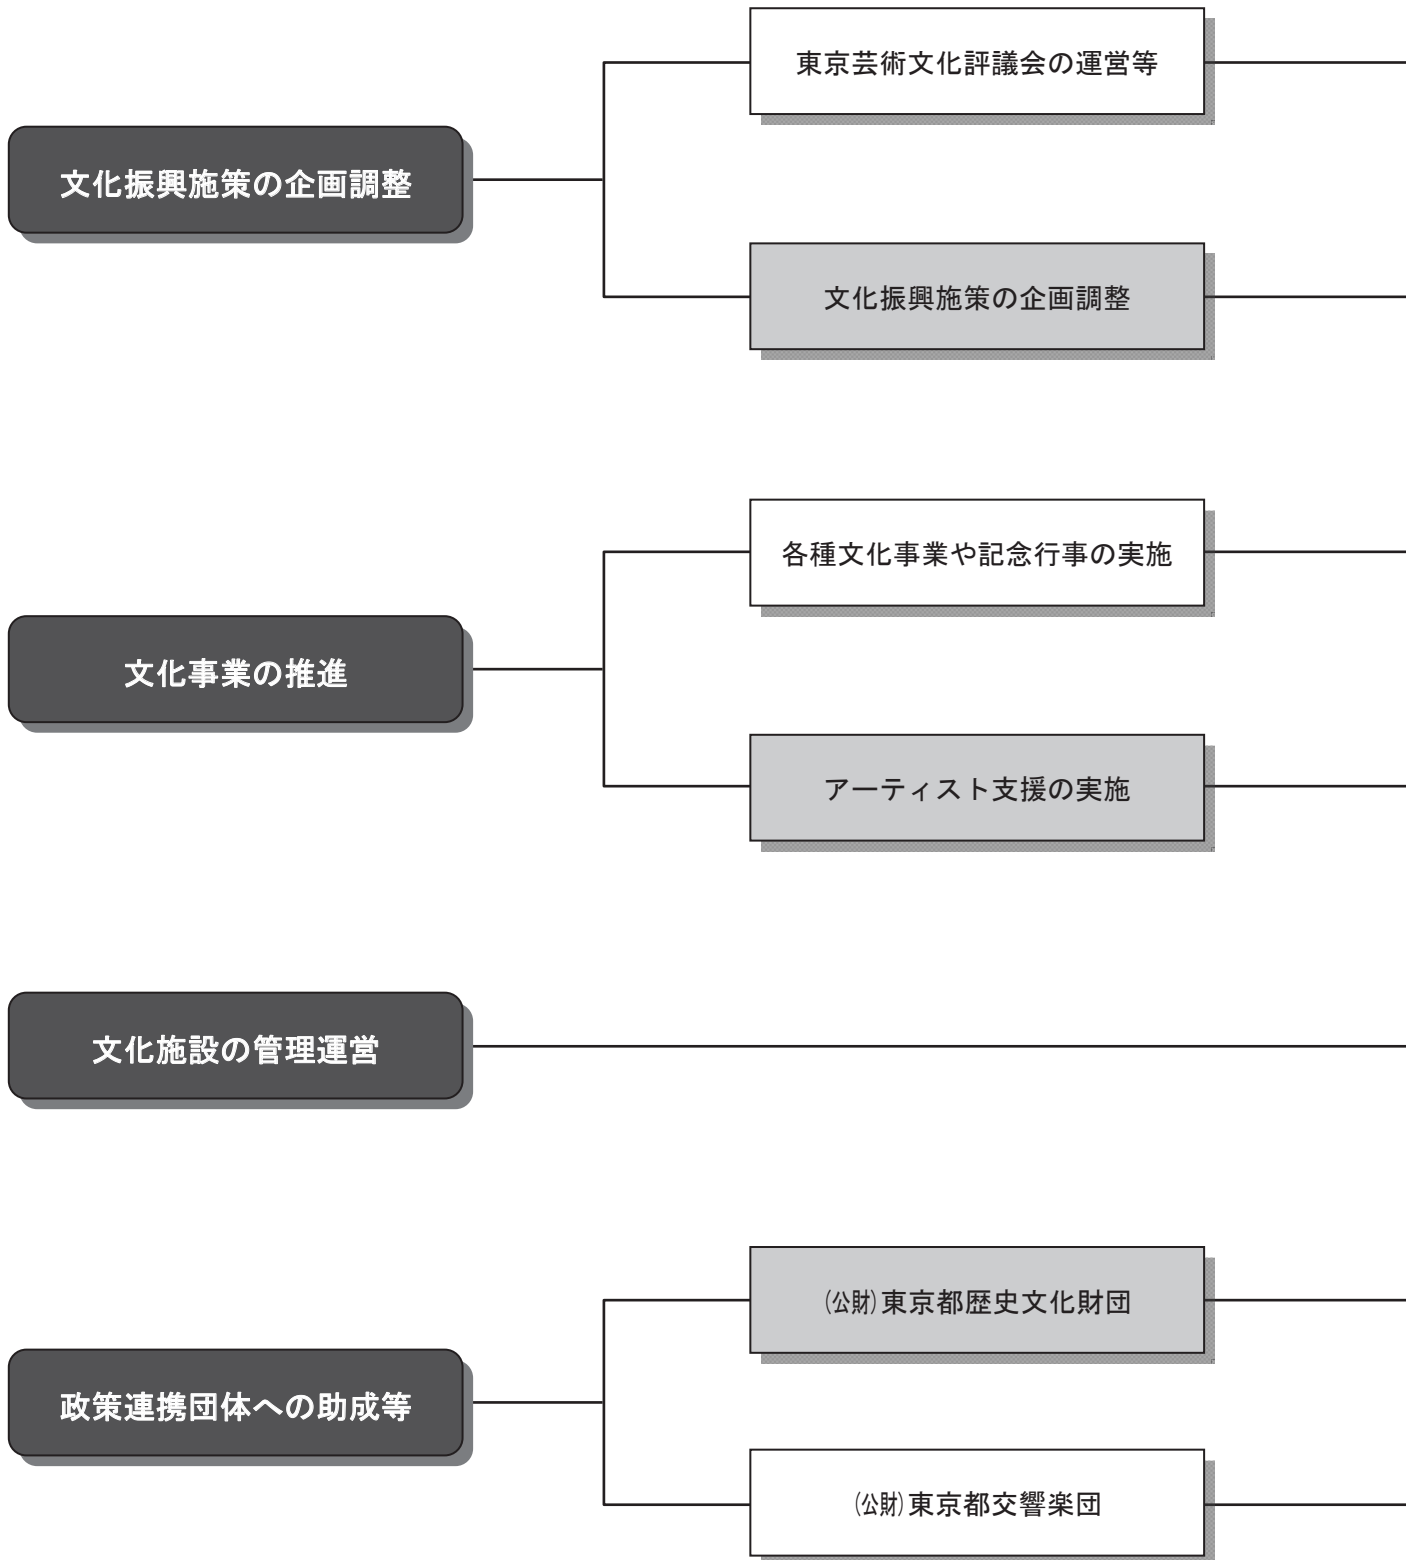 文化振興施策の企画調整
東京芸術文化評議会の運営等
文化振興施策の企画調整
文化事業の推進
各種文化事業や記念行事の実施
アーティスト支援の実施
文化施設の管理運営
政策連携団体への助成等
(公財)東京都歴史文化財団
(公財)東京都交響楽団